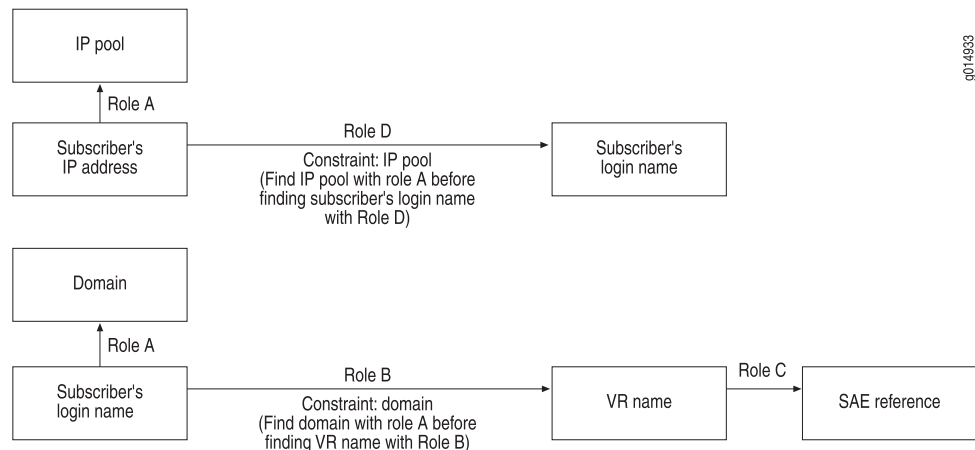 IP pool
g014933
Role A
Subscriber's
IP address
Role D
Constraint: IP pool
(Find IP pool with role A before
finding subscriber's login name
with Role D)
Subscriber's
login name
Domain
Role A
Subscriber's
login name
Role B
Constraint: domain
(Find domain with role A before
finding VR name with Role B)
VR name
Role C
SAE reference